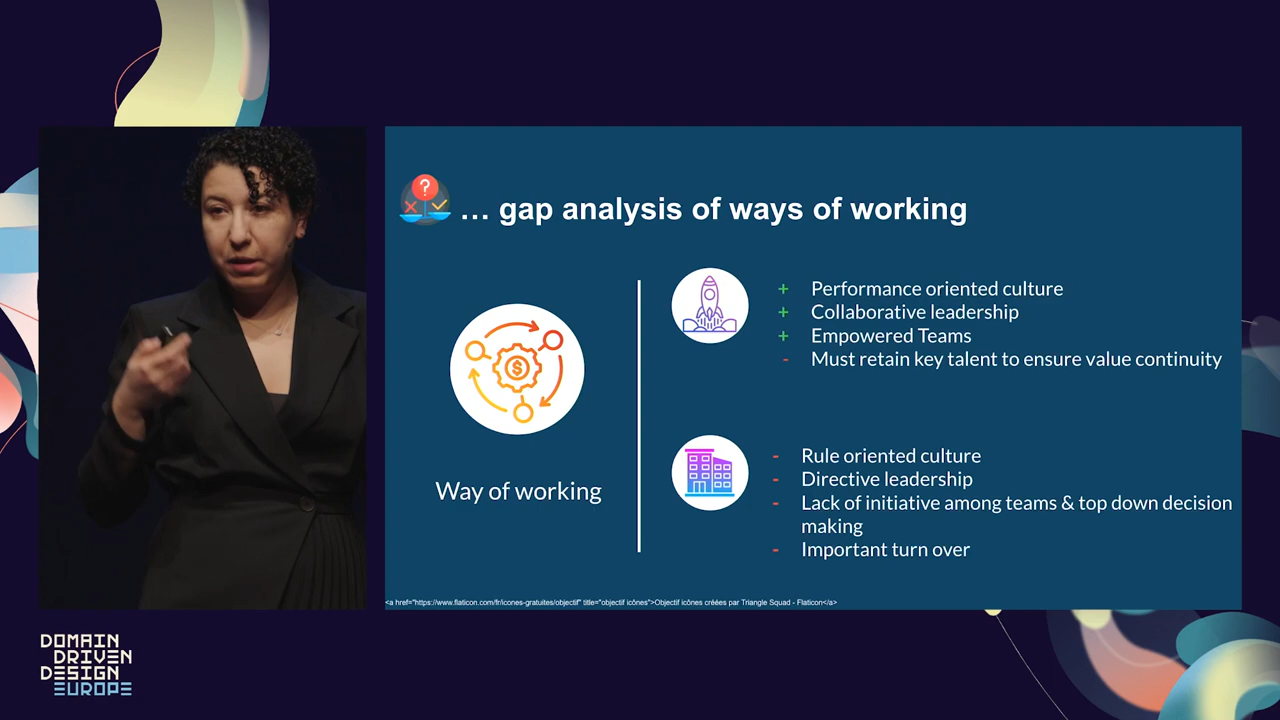 … gap analysis of ways of working
?
$
Way of working
+ Performance oriented culture
+ Collaborative leadership
+ Empowered Teams
- Must retain key talent to ensure value continuity
- Rule oriented culture
- Directive leadership
- Lack of initiative among teams & top down decision
making
- Important turn over
<a href="https://www.flaticon.com/fr/icones-gratuites/objectif" title="objectif icônes">Objectif icônes créées par Triangle Squad - Flaticon</a>
DOMAIN
DRIVEN
DESIGN
EUROPE